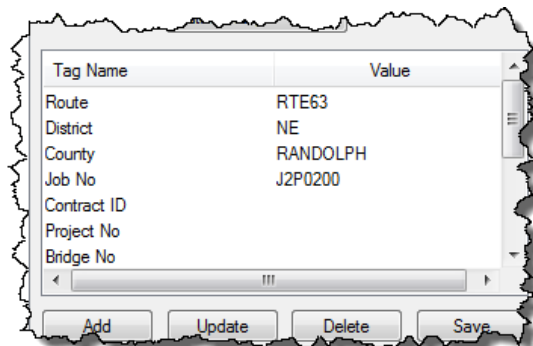 Tag Name Value
Route RTE63
District NE
County RANDOLPH
Job No J2P0200
Contract ID
Project No
Bridge No
Add Update Delete Save